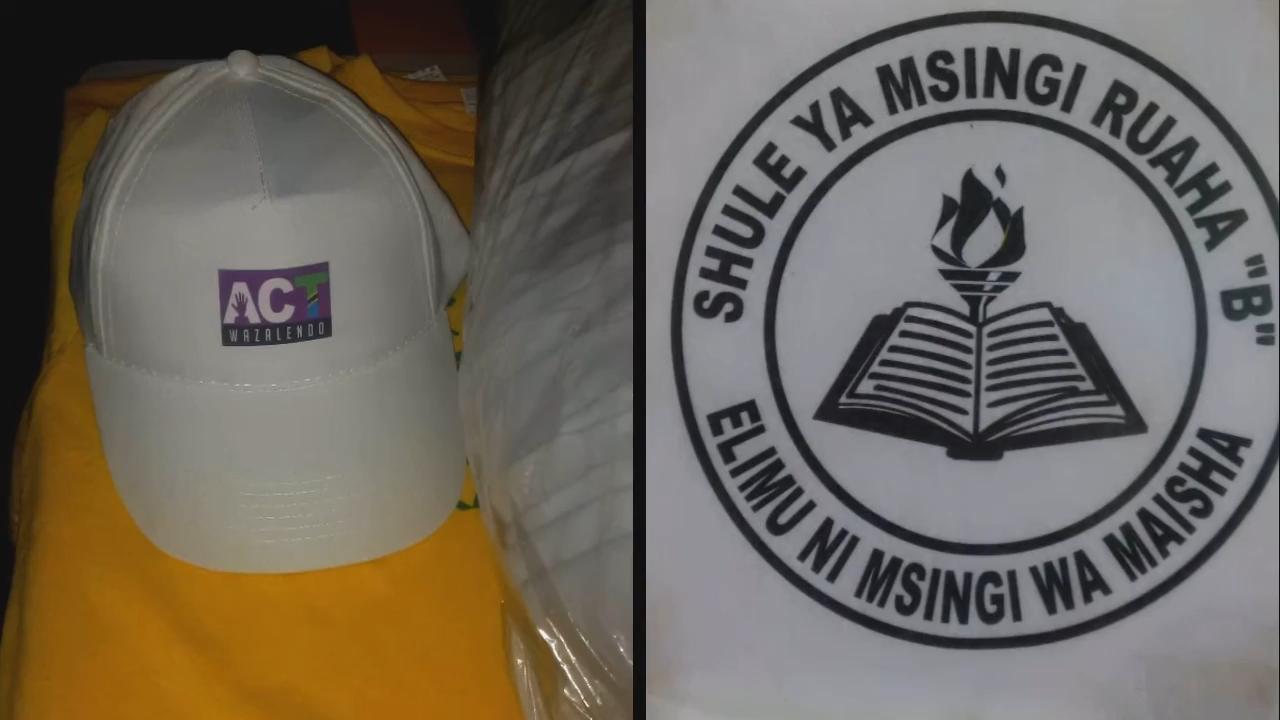 ACT
WAZALENDO
SHULE YA MSINGI RUAHA "B"
ELIMU NI MSINGI WA MAISHA